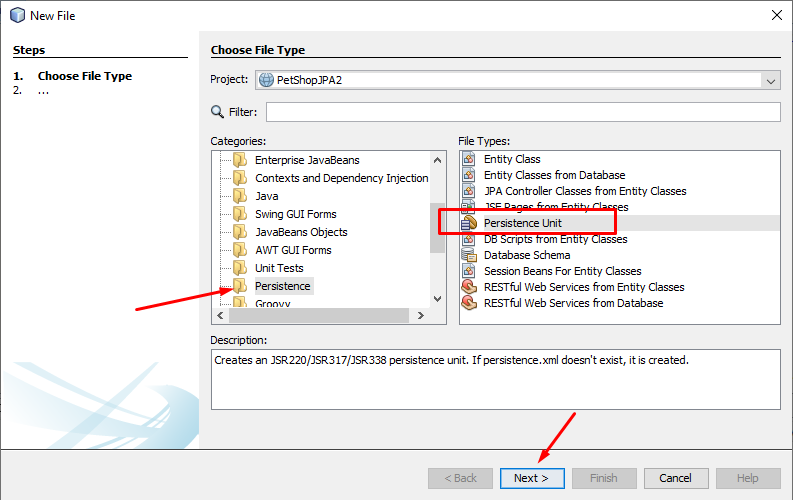 New File
Steps
1. Choose File Type
2. ...
Choose File Type
Project: PetShopJPA2
Filter:
Categories:
Enterprise JavaBeans
Contexts and Dependency Injection
Java
Swing GUI Forms
JavaBeans Objects
AWT GUI Forms
Unit Tests
Persistence
Groovy
File Types:
Entity Class
Entity Classes from Database
JPA Controller Classes from Entity Classes
JSF Pages from Entity Classes
Persistence Unit
DB Scripts from Entity Classes
Database Schema
Session Beans For Entity Classes
RESTful Web Services from Entity Classes
RESTful Web Services from Database
Description:
Creates an JSR220/JSR317/JSR338 persistence unit. If persistence.xml doesn't exist, it is created.
< Back
Next >
Finish
Cancel
Help